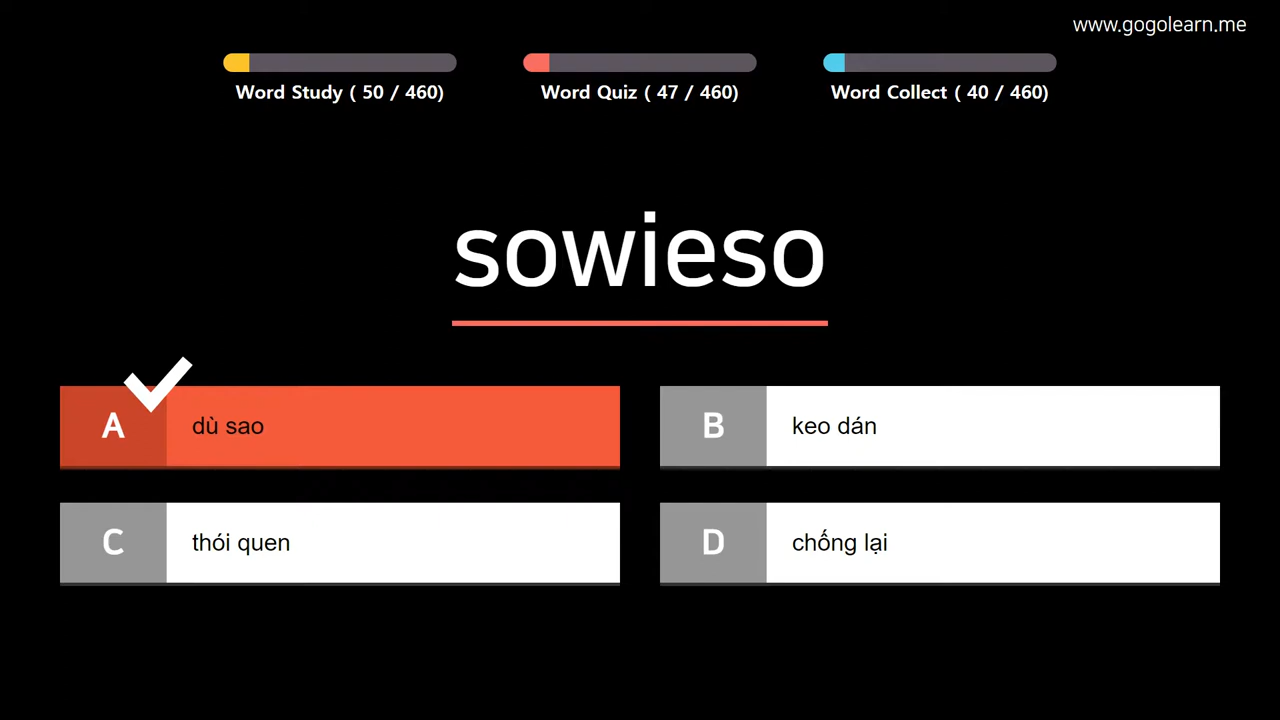 www.gogolearn.me
Word Study ( 50 / 460)
Word Quiz ( 47 / 460)
Word Collect ( 40 / 460)
sowieso
A dù sao
B keo dán
C thói quen
D chống lại